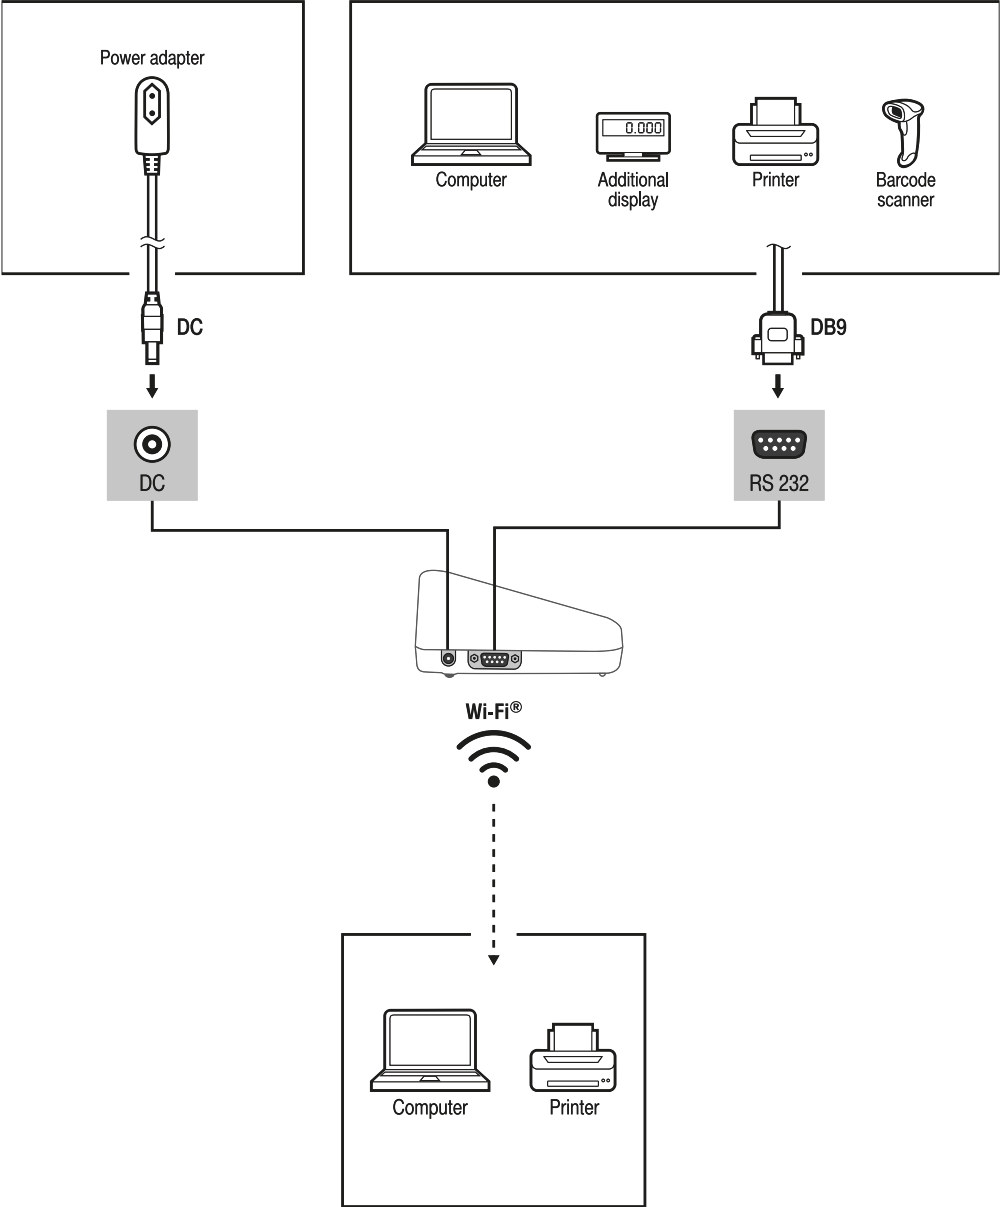 Power adapter
Computer
Additional
display
Printer
Barcode
scanner
0.000
DC
DB9
DC
RS 232
Wi-Fi®
Computer
Printer